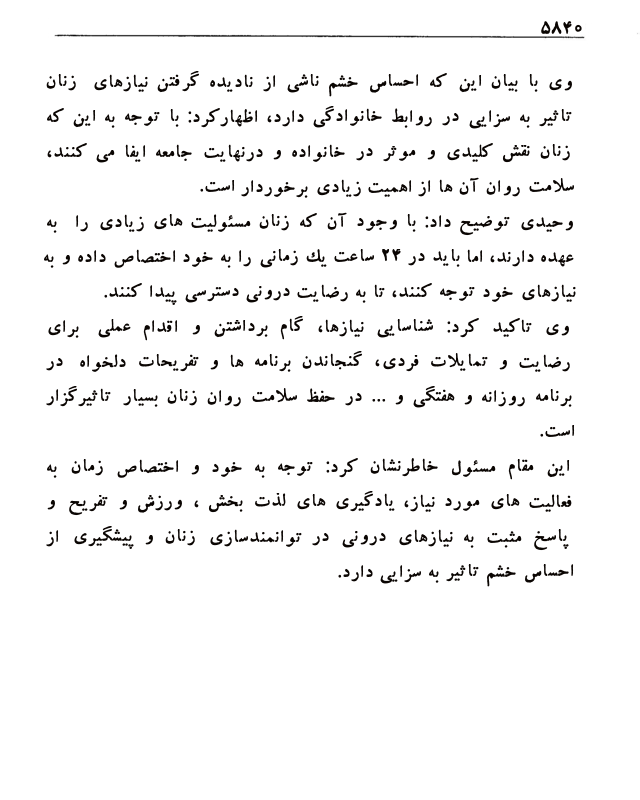 ۵۸۴۰
وی با بیان این که احساس خشم ناشی از نادیده گرفتن نیازهای زنان
تاثیر به سزایی در روابط خانوادگی دارد، اظهارکرد: با توجه به این که
زنان نقش کلیدی و موثر در خانواده و درنهایت جامعه ایفا می کنند،
سلامت روان آن ها از اهمیت زیادی برخوردار است.
وحیدی توضیح داد: با وجود آن که زنان مسئولیت های زیادی را به
عهده دارند، اما باید در ۲۴ ساعت یك زمانی را به خود اختصاص داده و به
نیازهای خود توجه کنند، تا به رضایت درونی دسترسی پیدا کنند.
وی تاکید کرد: شناسایی نیازها، گام برداشتن و اقدام عملی برای
رضایت و تمایلات فردی، گنجاندن برنامه ها و تفریحات دلخواه در
برنامه روزانه و هفتگی و ... در حفظ سلامت روان زنان بسیار تاثیرگزار
است.
این مقام مسئول خاطرنشان کرد: توجه به خود و اختصاص زمان به
فعالیت های مورد نیاز، یادگیری های لذت بخش ، ورزش و تفریح و
پاسخ مثبت به نیازهای درونی در توانمندسازی زنان و پیشگیری از
احساس خشم تاثیر به سزایی دارد.